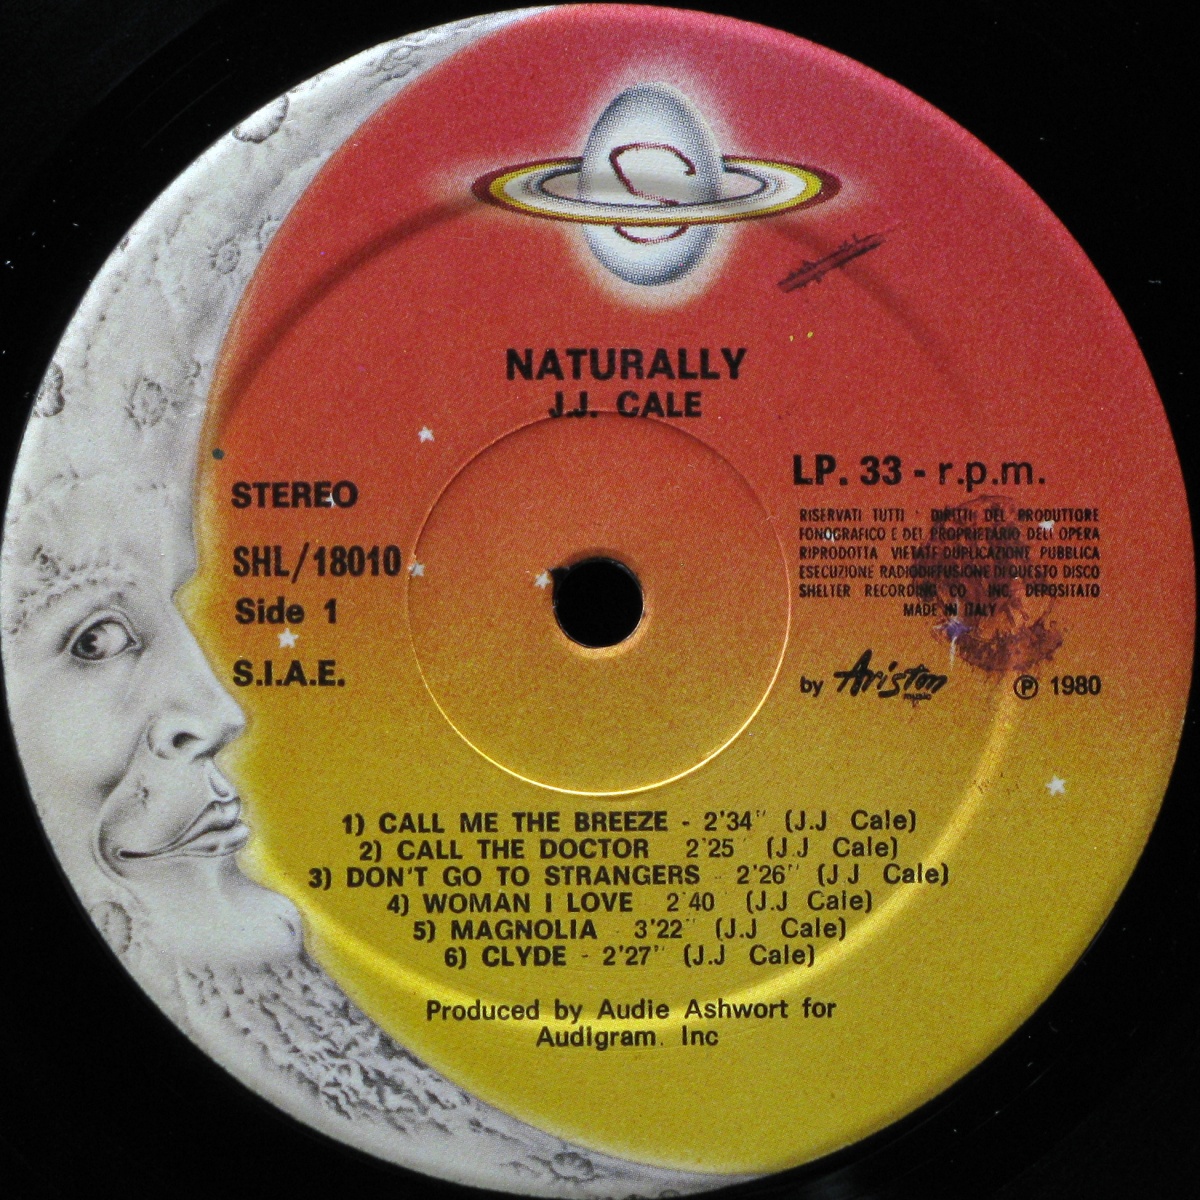 NATURALLY
J.J. CALE
STEREO
SHL/18010
Side 1
S.I.A.E.
LP. 33 - r.p.m.
RISERVATI TUTTI I DIRITTI DEL PRODUTTORE
FONOGRAFICO E DEL PROPRIETARIO DELL OPERA
RIPRODOTTA VIETATE DUPLICAZIONE PUBBLICA
ESECUZIONE RADIODIFFUSIONE DI QUESTO DISCO
SHELTER RECORDING CO INC. DEPOSITATO
MADE IN ITALY
by Ariston music
℗ 1980
1) CALL ME THE BREEZE - 2'34'' (J.J Cale)
2) CALL THE DOCTOR 2'25 (J.J Cale)
3) DON'T GO TO STRANGERS - 2'26'' (J J Cale)
4) WOMAN I LOVE 2 40 (J.J Cale)
5) MAGNOLIA - 3'22'' (J.J Cale)
6) CLYDE - 2'27'' (J.J Cale)
Produced by Audie Ashwort for
Audigram. Inc